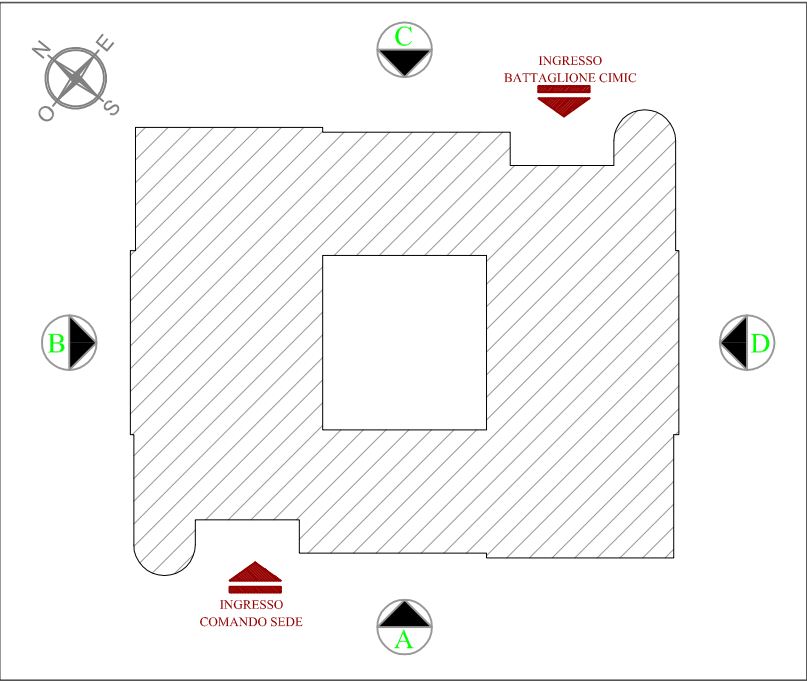 N
E
O
S
C
INGRESSO
BATTAGLIONE CIMIC
B
D
INGRESSO
COMANDO SEDE
A